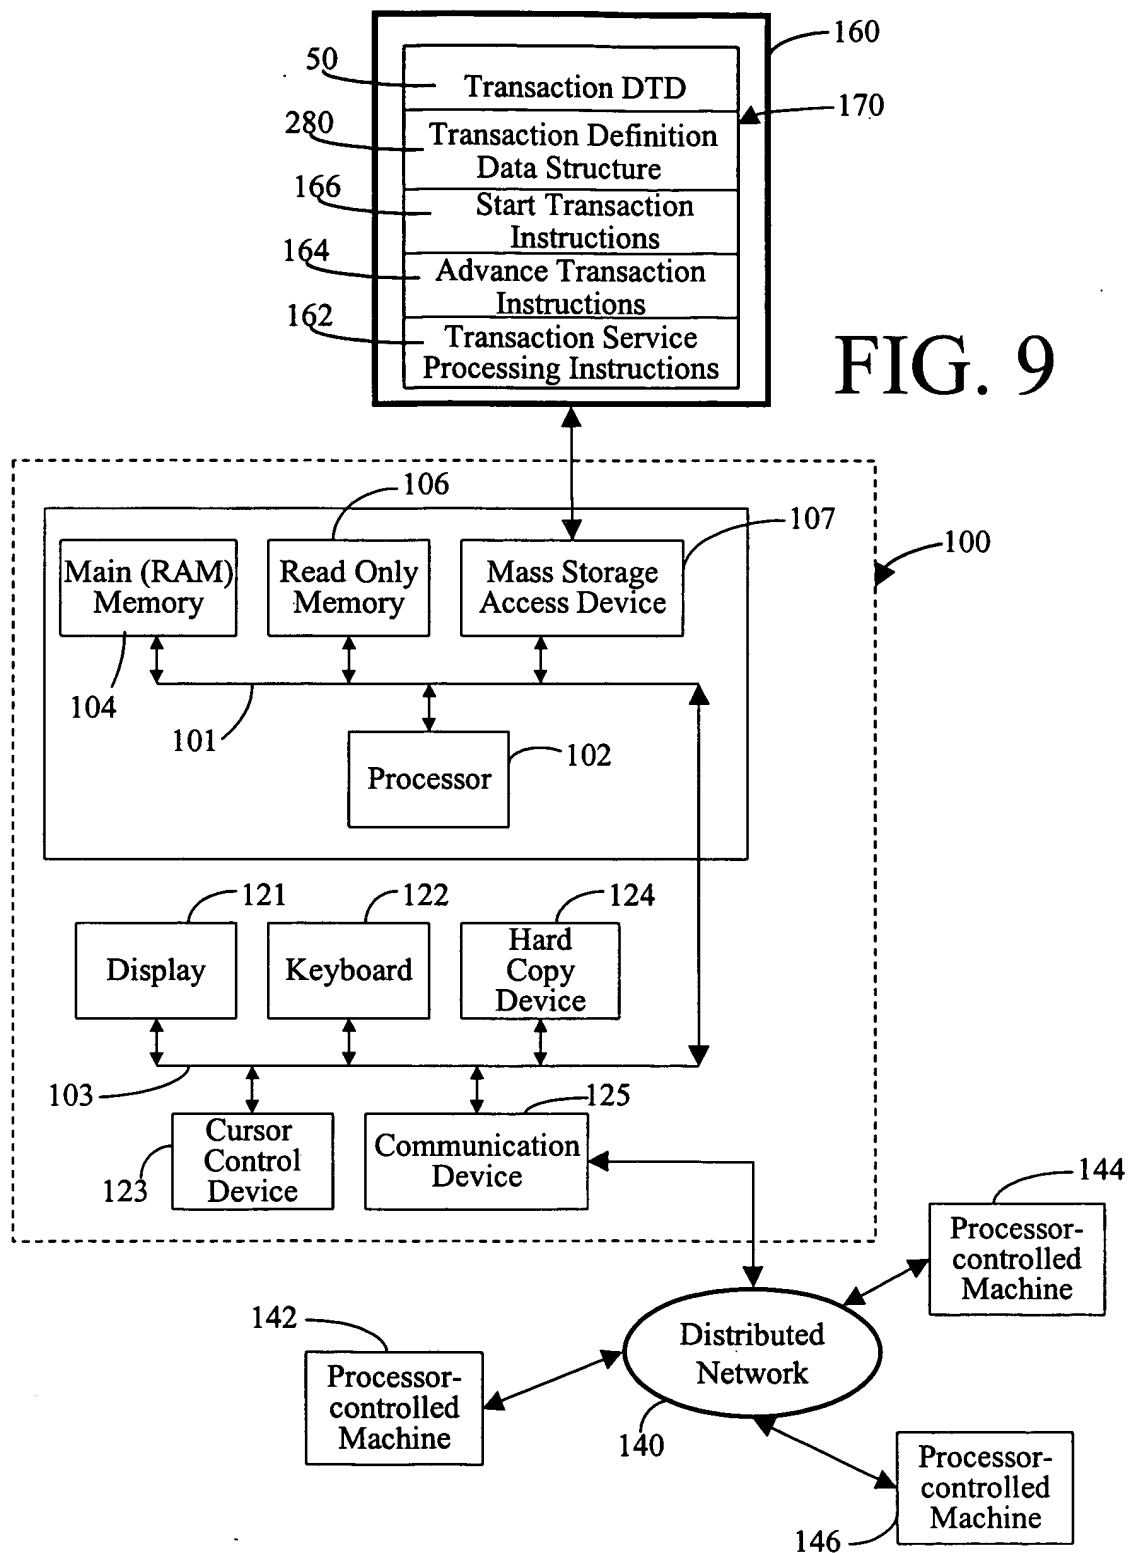 160
50
Transaction DTD
170
280
Transaction Definition
Data Structure
166
Start Transaction
Instructions
164
Advance Transaction
Instructions
162
Transaction Service
Processing Instructions
FIG. 9
106
107
100
Main (RAM)
Memory
Read Only
Memory
Mass Storage
Access Device
104
101
102
Processor
121
122
124
Display
Keyboard
Hard
Copy
Device
103
125
Cursor
Control
Device
123
Communication
Device
144
Processor-
controlled
Machine
142
Distributed
Network
Processor-
controlled
Machine
140
Processor-
controlled
Machine
146